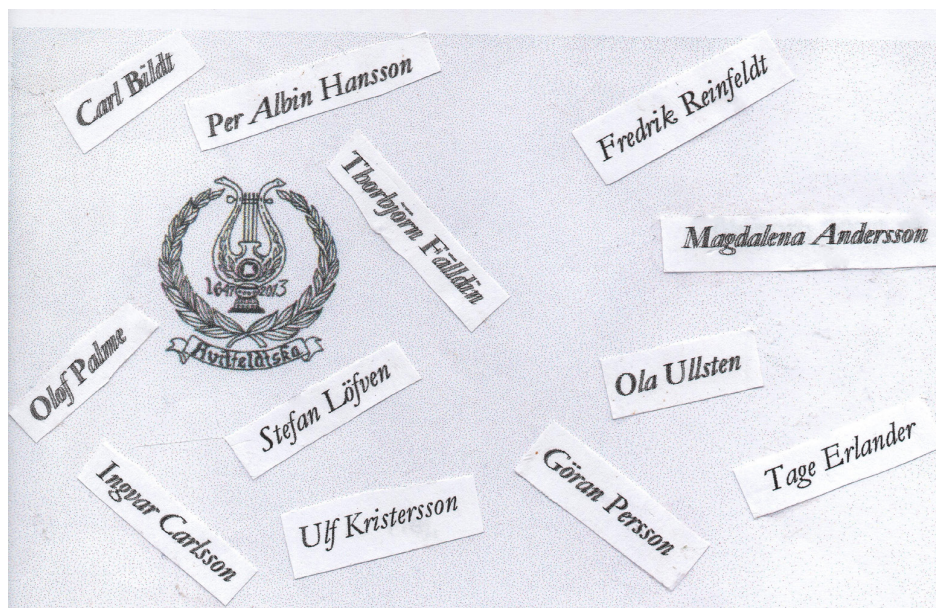 Carl Bildt
Per Albin Hansson
Fredrik Reinfeldt
Thorbjörn Fälldin
Magdalena Andersson
1647 2013
Hvitfeldtska
Olof Palme
Stefan Löfven
Ola Ullsten
Ingvar Carlsson
Ulf Kristersson
Göran Persson
Tage Erlander